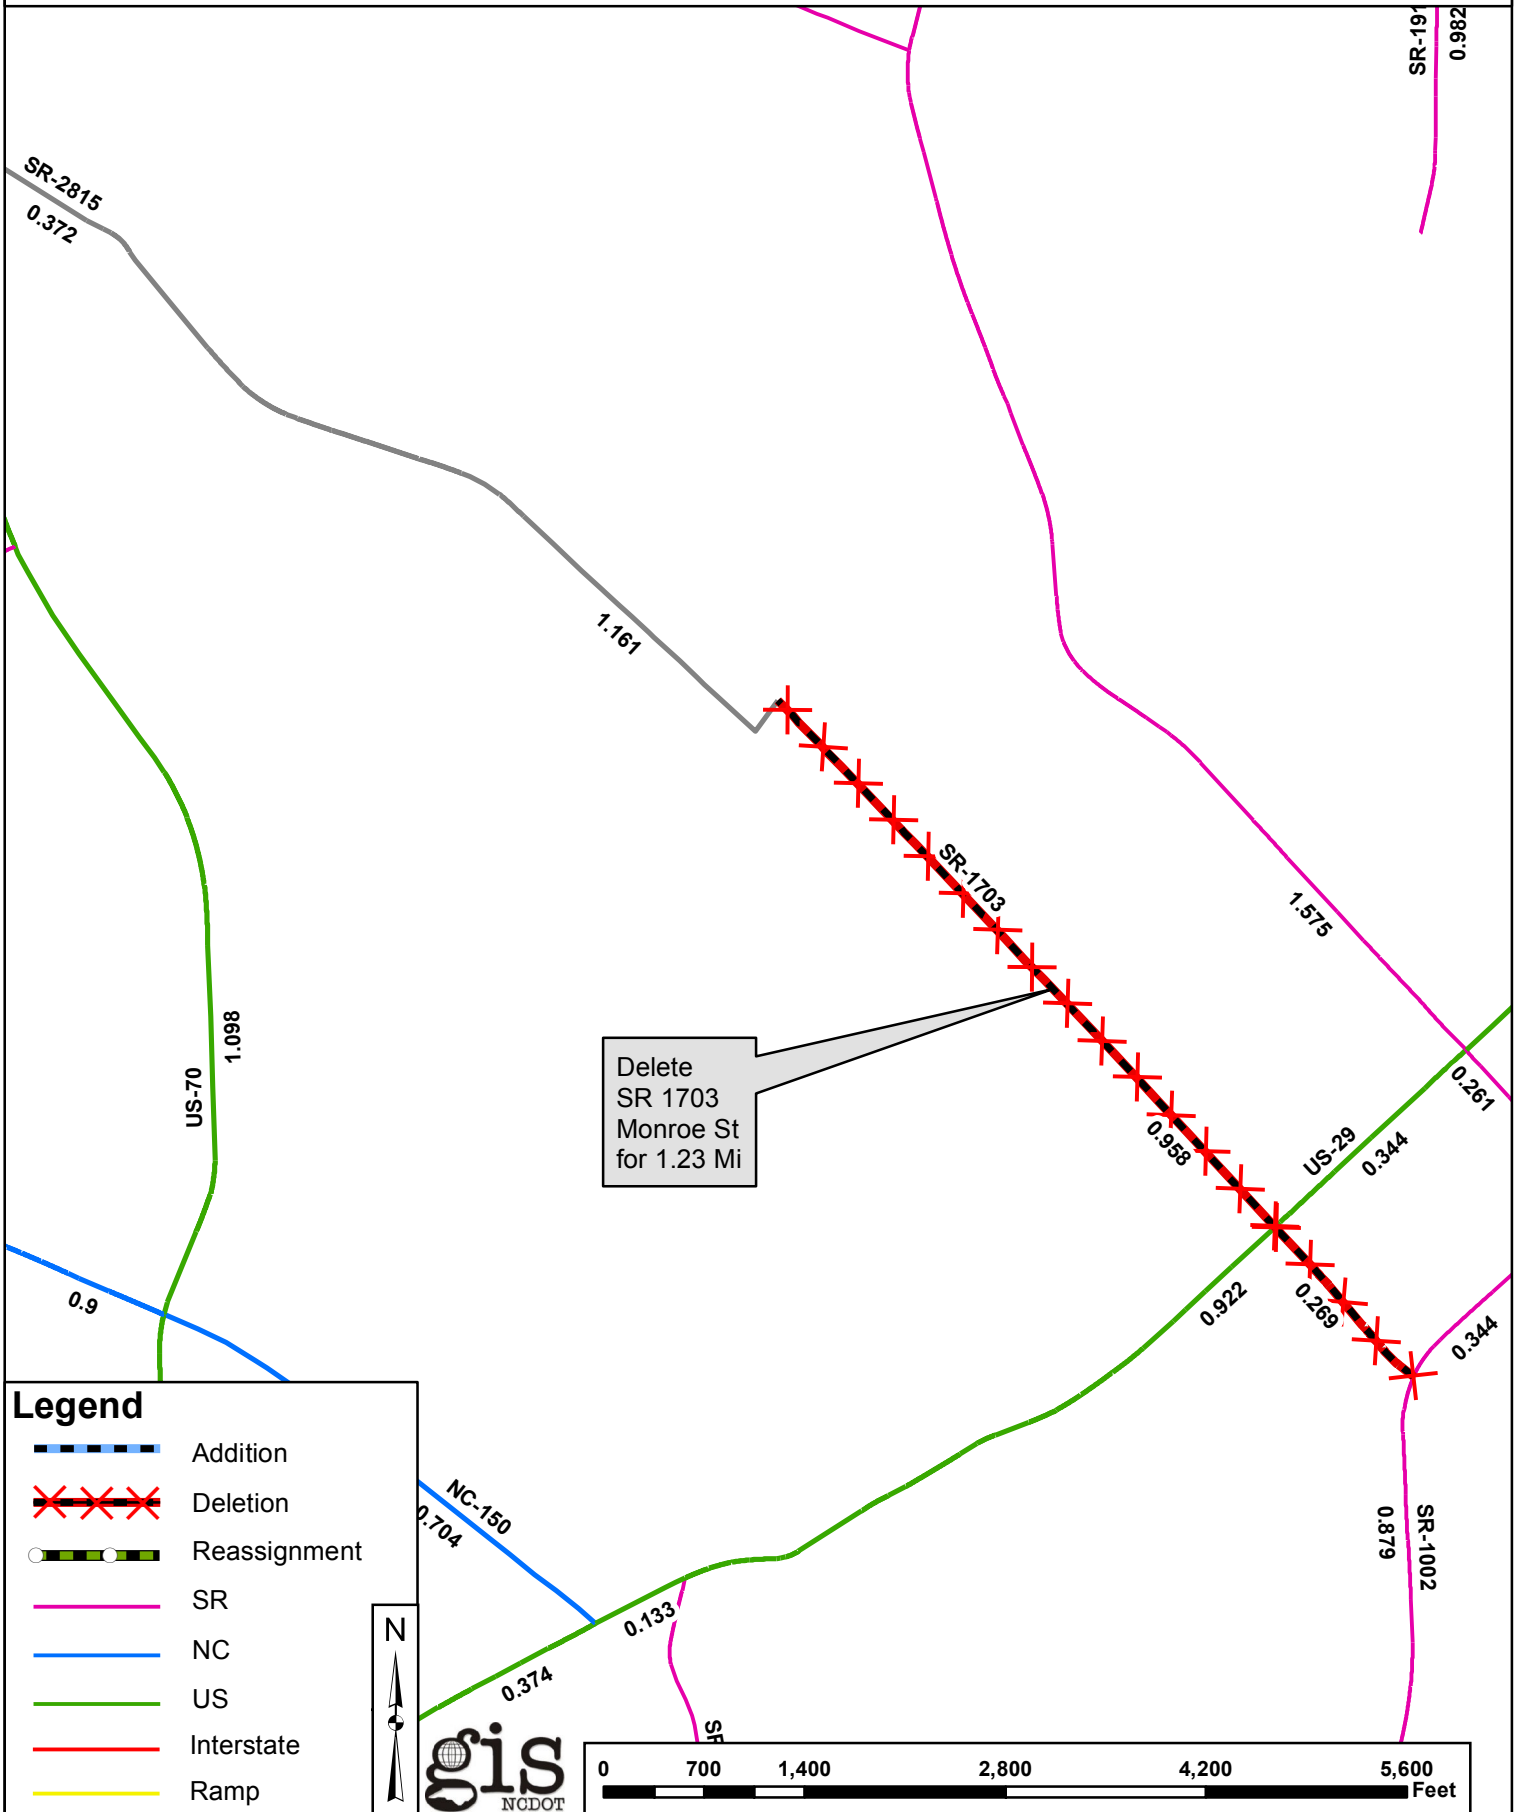 SR-191
0.982
SR-2815
0.372
1.161
SR-1703
1.575
1.098
US-70
Delete
SR 1703
Monroe St
for 1.23 Mi
0.958
0.261
US-29
0.344
0.922
0.269
0.344
0.9
Legend
Addition
Deletion
Reassignment
SR
NC
US
Interstate
Ramp
NC-150
0.704
0.879
SR-1002
0.133
0.374
N
gis
NCDOT
SR
0 700 1,400 2,800 4,200 5,600
Feet